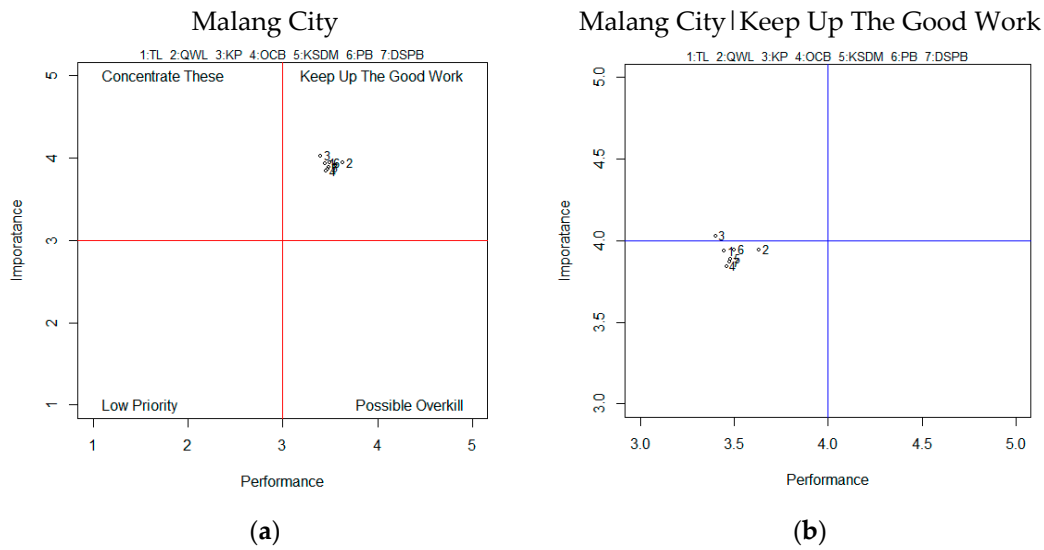 Malang City
1:TL 2:QWL 3:KP 4:OCB 5:KSDM 6:PB 7:DSPB
Concentrate These
Keep Up The Good Work
Low Priority
Possible Overkill
5
4
3
2
1
Imporatance
3
6
2
4
1
2
3
4
5
Performance
(a)
Malang City|Keep Up The Good Work
1:TL 2:QWL 3:KP 4:OCB 5:KSDM 6:PB 7:DSPB
5.0
4.5
4.0
3.5
3.0
Imporatance
3
1
6
2
5
4
3.0
3.5
4.0
4.5
5.0
Performance
(b)